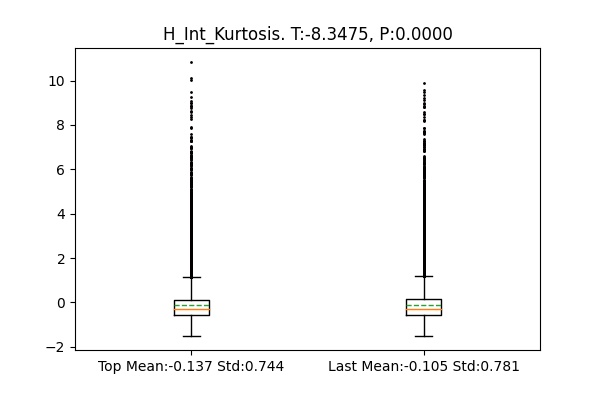 H_Int_Kurtosis. T:-8.3475, P:0.0000
10
8
6
4
2
0
−2
Top Mean:-0.137 Std:0.744
Last Mean:-0.105 Std:0.781